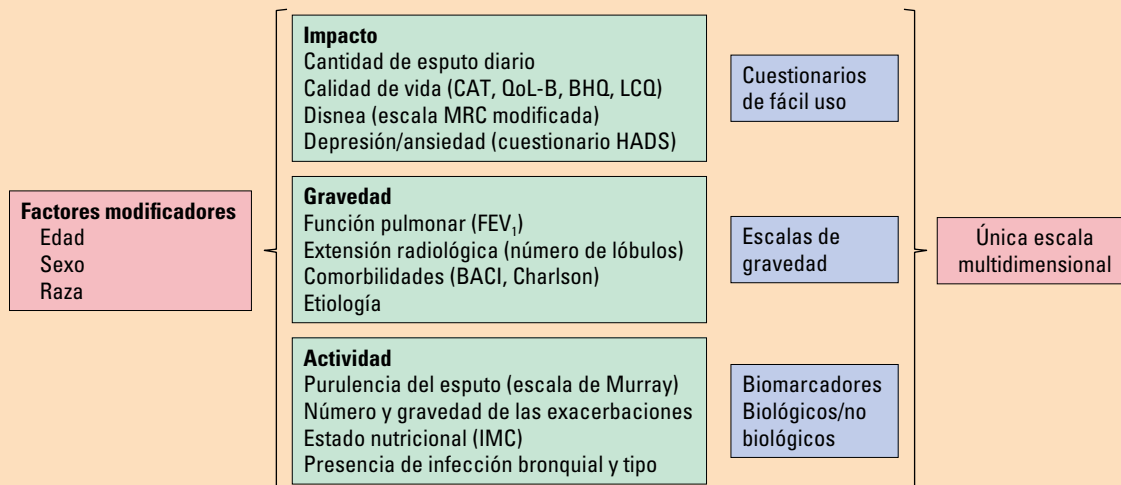 Factores modificadores
Edad
Sexo
Raza
Impacto
Cantidad de esputo diario
Calidad de vida (CAT, QoL-B, BHQ, LCQ)
Disnea (escala MRC modificada)
Depresión/ansiedad (cuestionario HADS)
Cuestionarios
de fácil uso
Gravedad
Función pulmonar (FEV₁)
Extensión radiológica (número de lóbulos)
Comorbilidades (BACI, Charlson)
Etiología
Escalas de
gravedad
Actividad
Purulencia del esputo (escala de Murray)
Número y gravedad de las exacerbaciones
Estado nutricional (IMC)
Presencia de infección bronquial y tipo
Biomarcadores
Biológicos/no
biológicos
Única escala
multidimensional